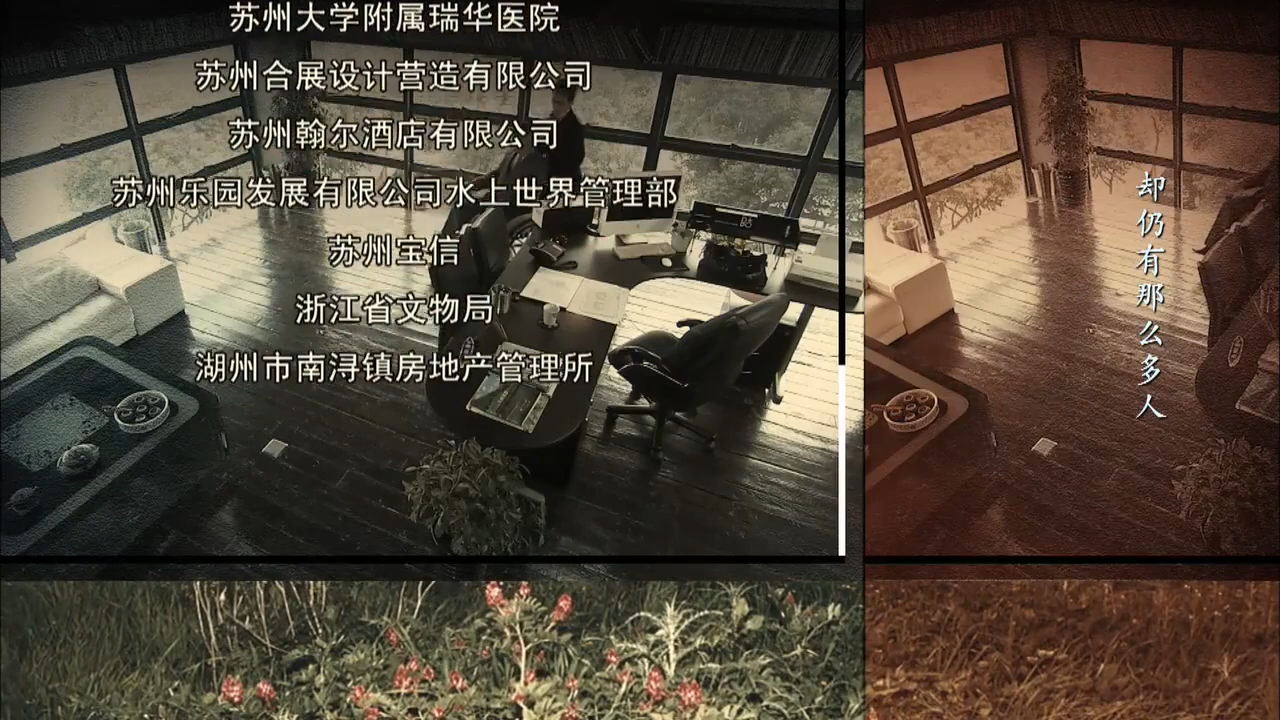 苏州大学附属瑞华医院
苏州合展设计营造有限公司
苏州翰尔酒店有限公司
苏州乐园发展有限公司水上世界管理部
苏州宝信
浙江省文物局
湖州市南浔镇房地产管理所
却仍有那么多人